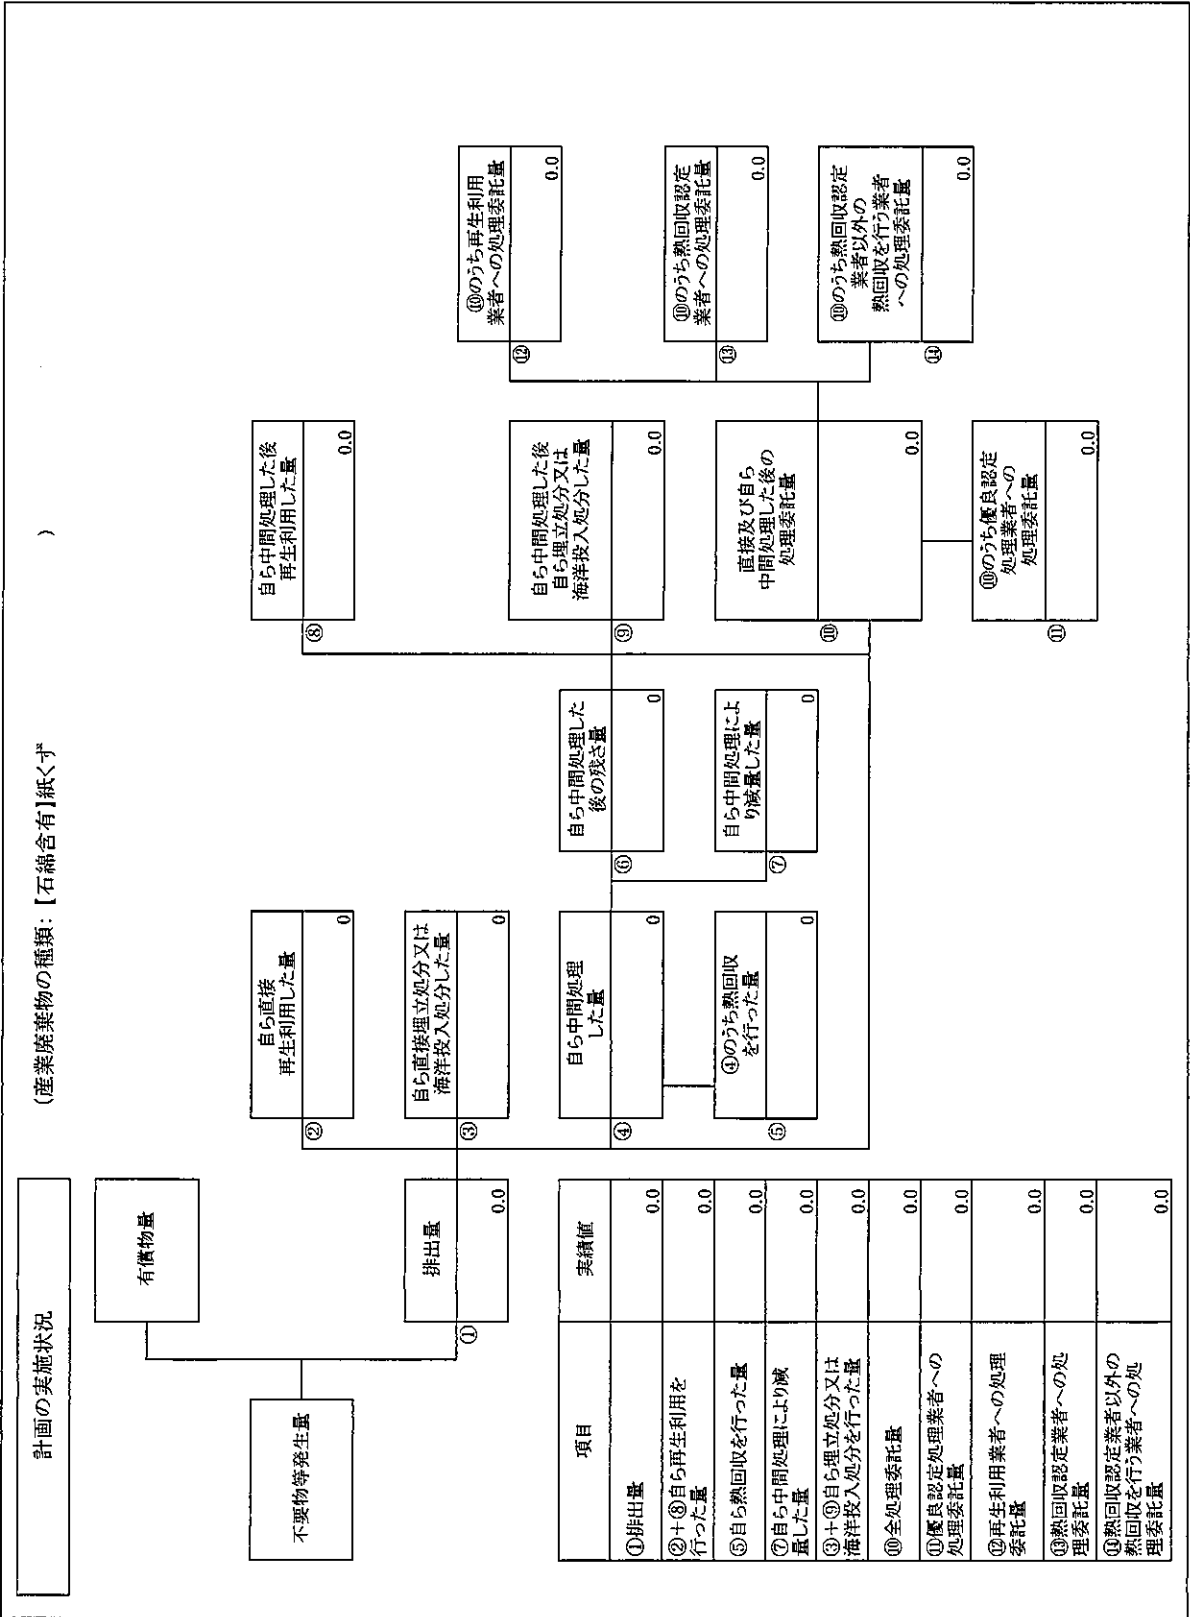 計画の実施状況
(産業廃棄物の種類:【石綿含有】紙くず )
不要物等発生量
有償物量
①
排出量
0.0
②
自ら直接
再生利用した量
0
③
自ら直接埋立処分又は
海洋投入処分した量
0
④
自ら中間処理
した量
0
⑤
④のうち熱回収
を行った量
0
⑥
自ら中間処理した
後の残さ量
0
⑦
自ら中間処理によ
り減量した量
0
⑧
自ら中間処理した後
再生利用した量
0.0
⑨
自ら中間処理した後
自ら埋立処分又は
海洋投入処分した量
0.0
⑩
直接及び自ら
中間処理した後の
処理委託量
0.0
⑪
⑩のうち優良認定
処理業者への
処理委託量
0.0
⑫
⑩のうち再生利用
業者への処理委託量
0.0
⑬
⑩のうち熱回収認定
業者への処理委託量
0.0
⑭
⑩のうち熱回収認定
業者以外の
熱回収を行う業者
への処理委託量
0.0
項目 実績値
①排出量 0.0
②+⑧自ら再生利用を
行った量 0.0
⑤自ら熱回収を行った量 0.0
⑦自ら中間処理により減
量した量 0.0
③+⑨自ら埋立処分又は
海洋投入処分を行った量 0.0
⑩全処理委託量 0.0
⑪優良認定処理業者への
処理委託量 0.0
⑫再生利用業者への処理
委託量 0.0
⑬熱回収認定業者への処
理委託量 0.0
⑭熱回収認定業者以外の
熱回収を行う業者への処
理委託量 0.0